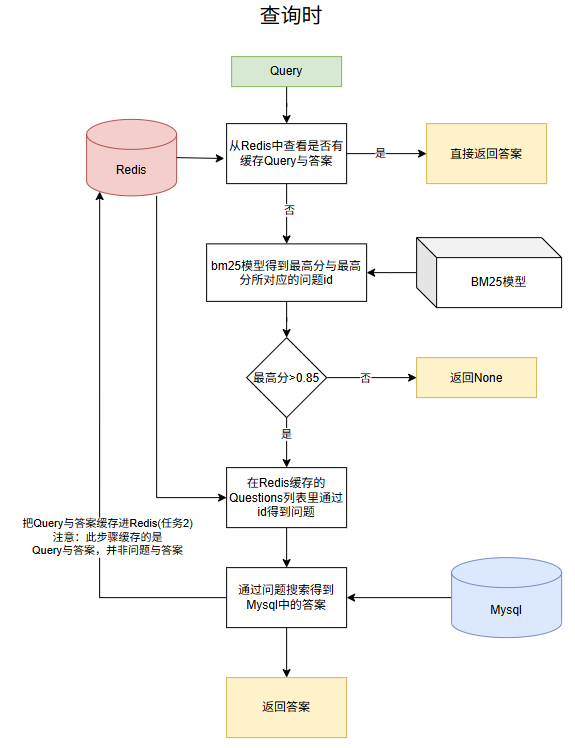 查询时
Query
Redis
从Redis中查看是否有
缓存Query与答案
是
直接返回答案
否
bm25模型得到最高分与最高
分所对应的问题id
BM25模型
最高分>0.85
否
返回None
是
在Redis缓存的
Questions列表里通过
id得到问题
把Query与答案缓存进Redis(任务2)
注意：此步骤缓存的是
Query与答案，并非问题与答案
通过问题搜索得到
Mysql中的答案
Mysql
返回答案